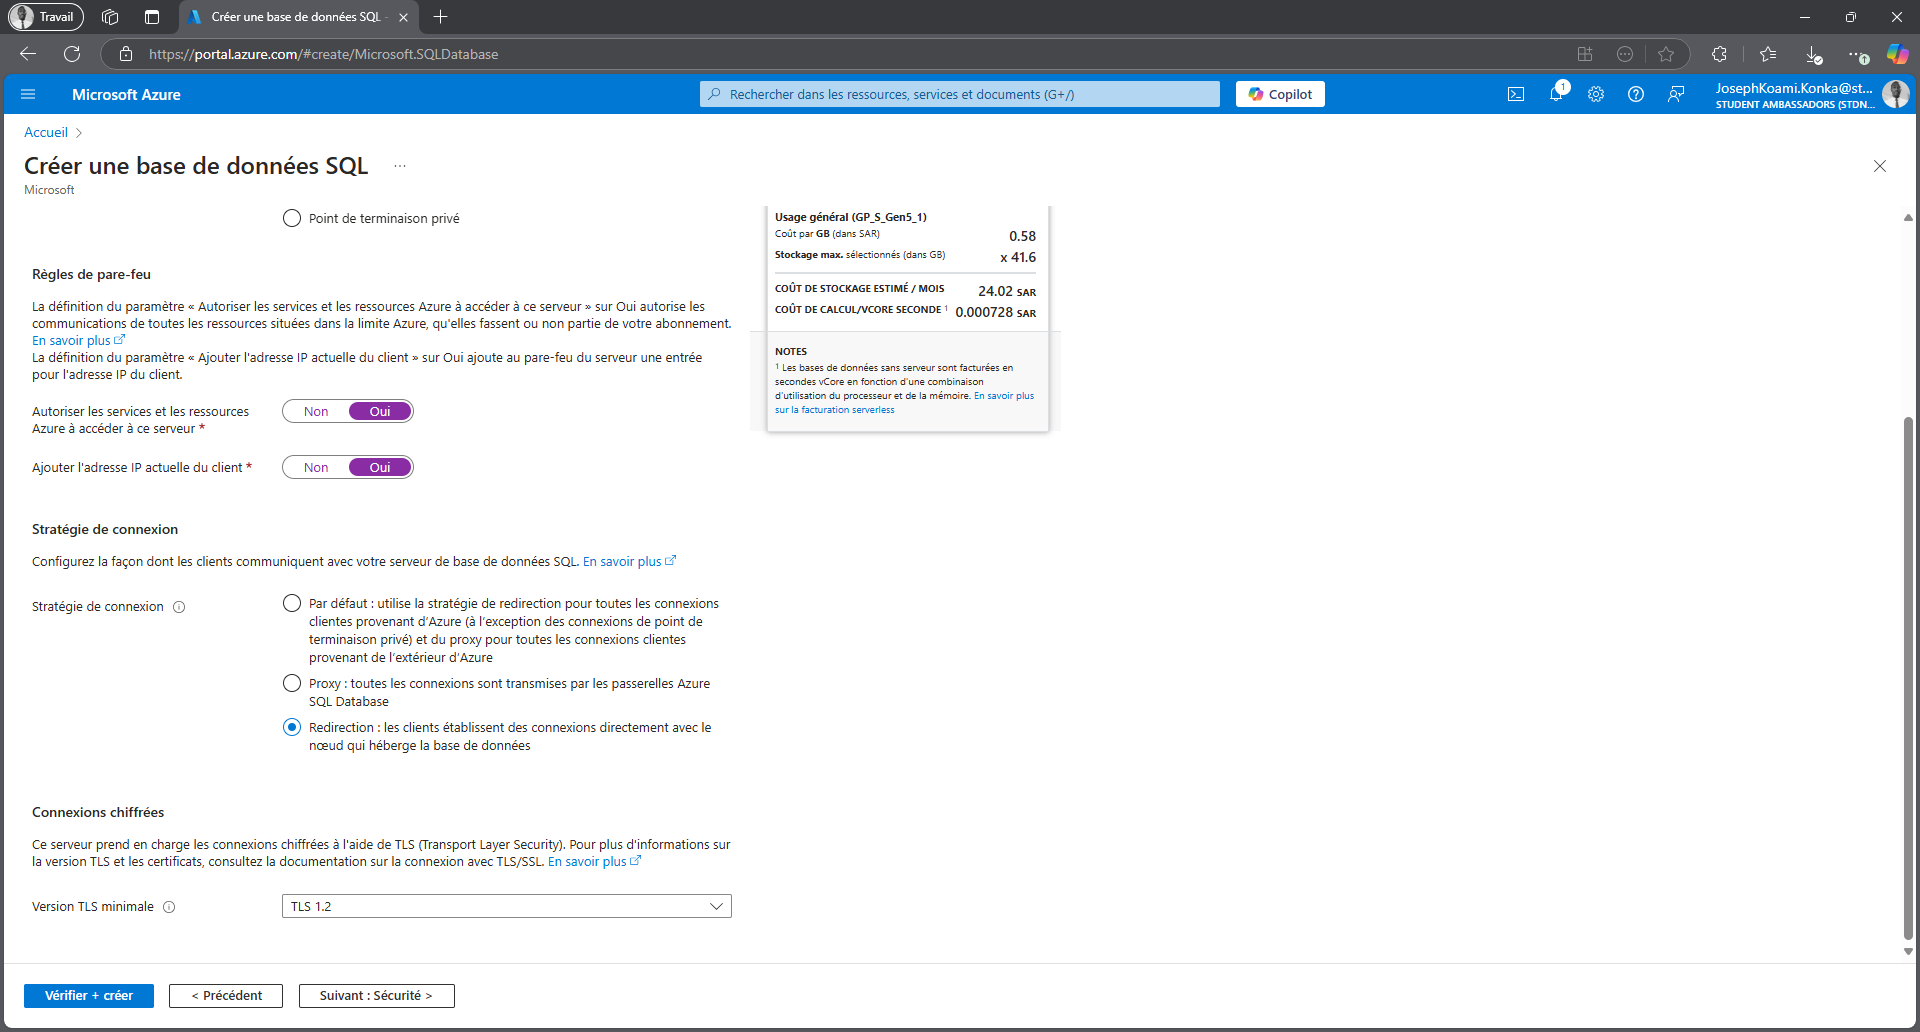 Travail
Créer une base de données SQL
https://portal.azure.com/#create/Microsoft.SQLDatabase
Microsoft Azure
Rechercher dans les ressources, services et documents (G+/)
Copilot
1
JosephKoami.Konka@st...
STUDENT AMBASSADORS (STDN...
Accueil >
Créer une base de données SQL ...
Microsoft
Point de terminaison privé
Règles de pare-feu
La définition du paramètre « Autoriser les services et les ressources Azure à accéder à ce serveur » sur Oui autorise les
communications de toutes les ressources situées dans la limite Azure, qu'elles fassent ou non partie de votre abonnement.
En savoir plus
La définition du paramètre « Ajouter l'adresse IP actuelle du client » sur Oui ajoute au pare-feu du serveur une entrée
pour l'adresse IP du client.
Autoriser les services et les ressources
Azure à accéder à ce serveur *
Non Oui
Ajouter l'adresse IP actuelle du client *
Non Oui
Stratégie de connexion
Configurez la façon dont les clients communiquent avec votre serveur de base de données SQL. En savoir plus
Stratégie de connexion
Par défaut : utilise la stratégie de redirection pour toutes les connexions
clientes provenant d’Azure (à l’exception des connexions de point de
terminaison privé) et du proxy pour toutes les connexions clientes
provenant de l’extérieur d’Azure
Proxy : toutes les connexions sont transmises par les passerelles Azure
SQL Database
Redirection : les clients établissent des connexions directement avec le
nœud qui héberge la base de données
Connexions chiffrées
Ce serveur prend en charge les connexions chiffrées à l'aide de TLS (Transport Layer Security). Pour plus d'informations sur
la version TLS et les certificats, consultez la documentation sur la connexion avec TLS/SSL. En savoir plus
Version TLS minimale
TLS 1.2
Usage général (GP_S_Gen5_1)
Coût par GB (dans SAR) 0.58
Stockage max. sélectionnés (dans GB) x 41.6
COÛT DE STOCKAGE ESTIMÉ / MOIS 24.02 SAR
COÛT DE CALCUL/VCORE SECONDE 1 0.000728 SAR
NOTES
1 Les bases de données sans serveur sont facturées en
secondes vCore en fonction d'une combinaison
d'utilisation du processeur et de la mémoire. En savoir plus
sur la facturation serverless
Vérifier + créer
< Précédent
Suivant : Sécurité >